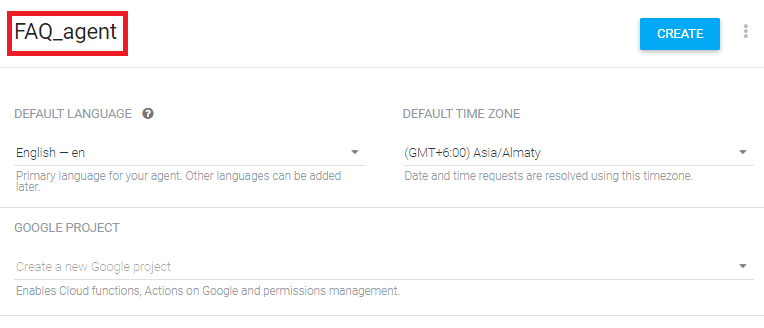 FAQ_agent
CREATE
DEFAULT LANGUAGE
DEFAULT TIME ZONE
English — en
(GMT+6:00) Asia/Almaty
Primary language for your agent. Other languages can be added
later.
Date and time requests are resolved using this timezone.
GOOGLE PROJECT
Create a new Google project
Enables Cloud functions, Actions on Google and permissions management.